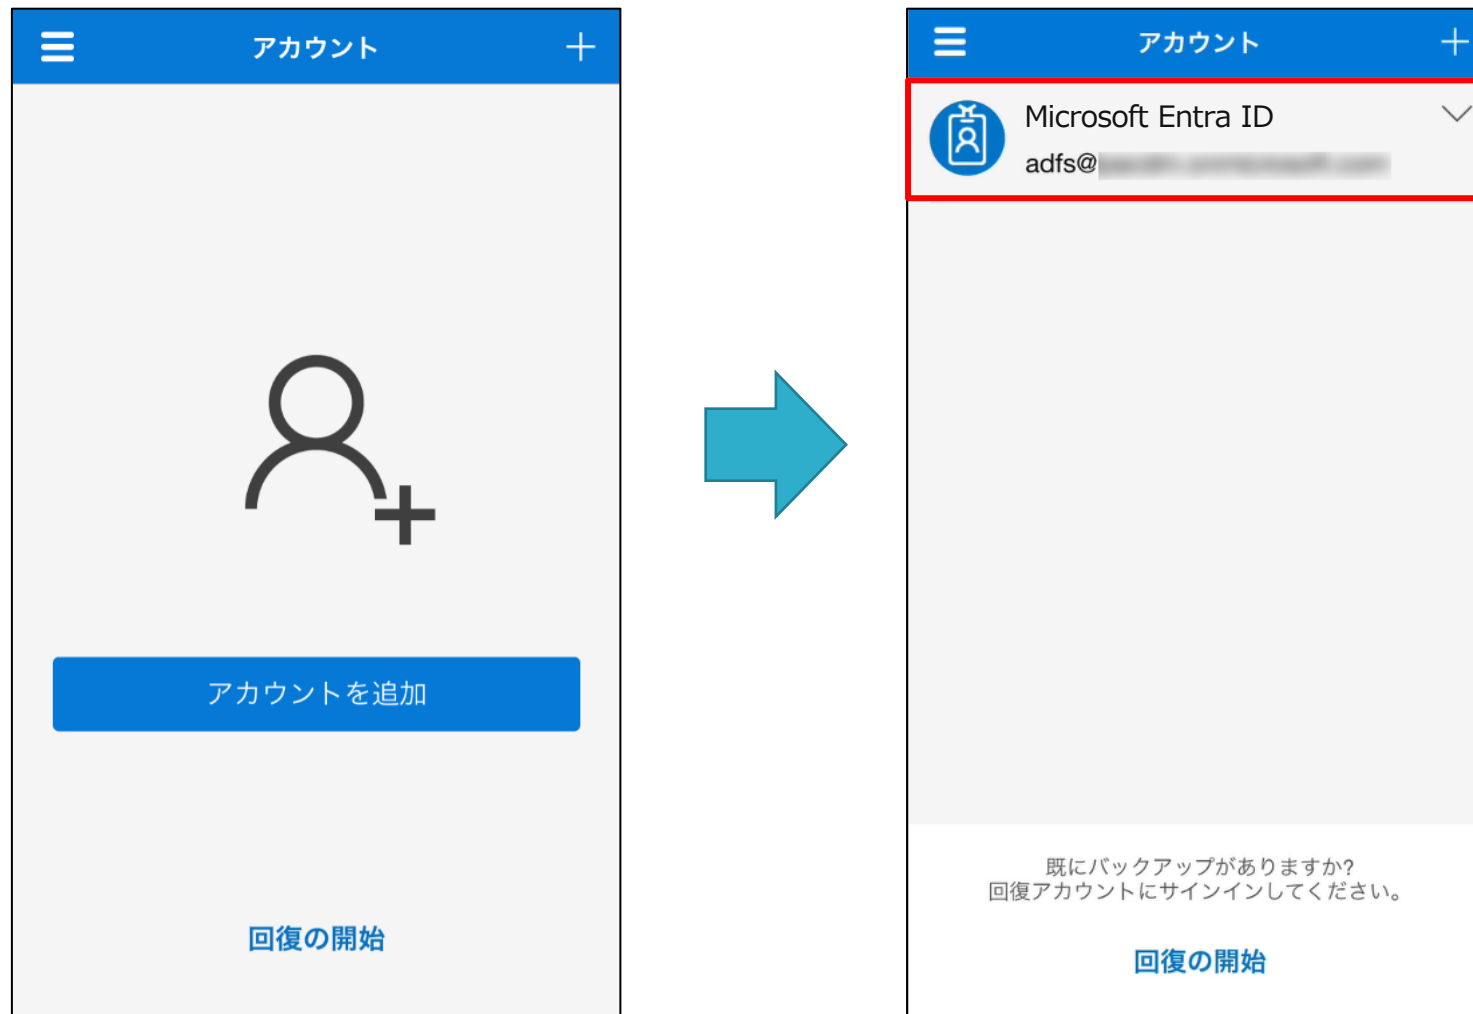 アカウント
アカウントを追加
回復の開始
アカウント
Microsoft Entra ID
adfs@
既にバックアップがありますか?
回復アカウントにサインインしてください。
回復の開始